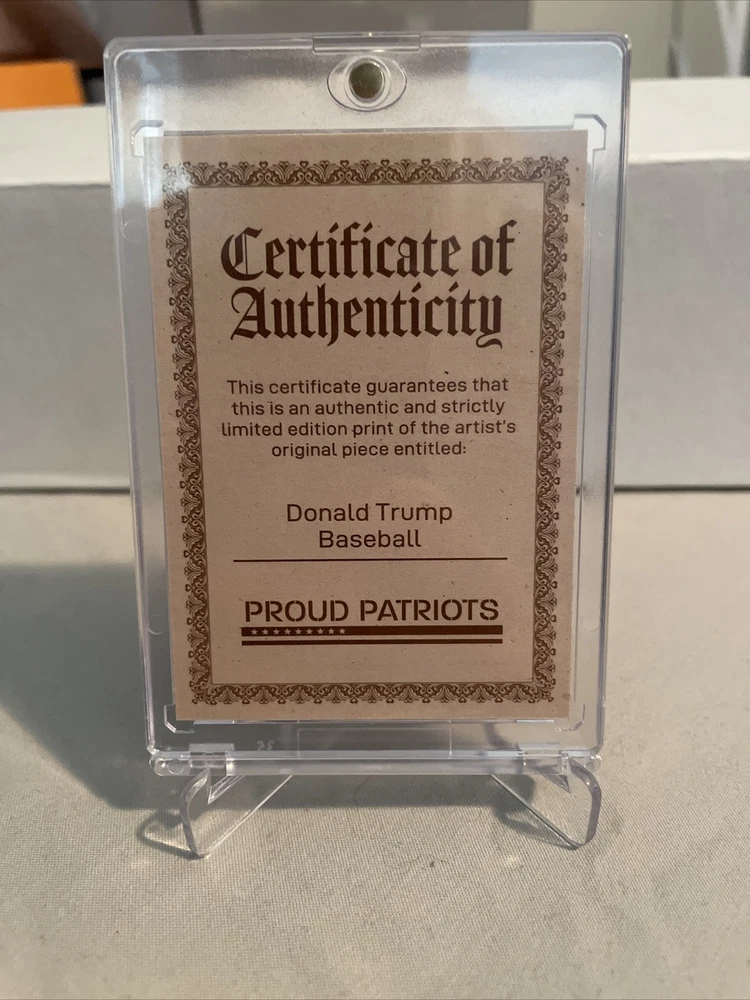 Certificate of
Authenticity
This certificate guarantees that
this is an authentic and strictly
limited edition print of the artist's
original piece entitled:
Donald Trump
Baseball
PROUD PATRIOTS